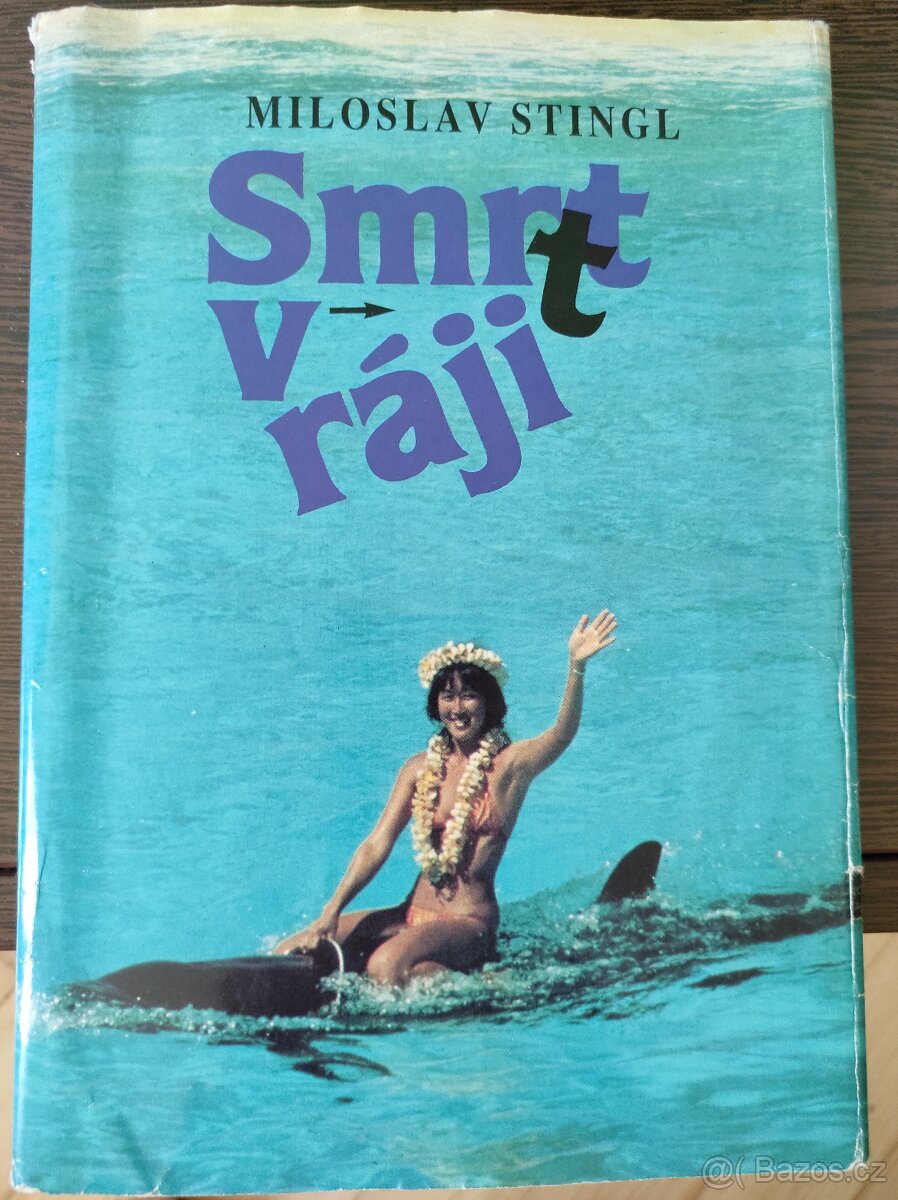 MILOSLAV STINGL
Smrt
t
v ráji
@( Bazos.cz